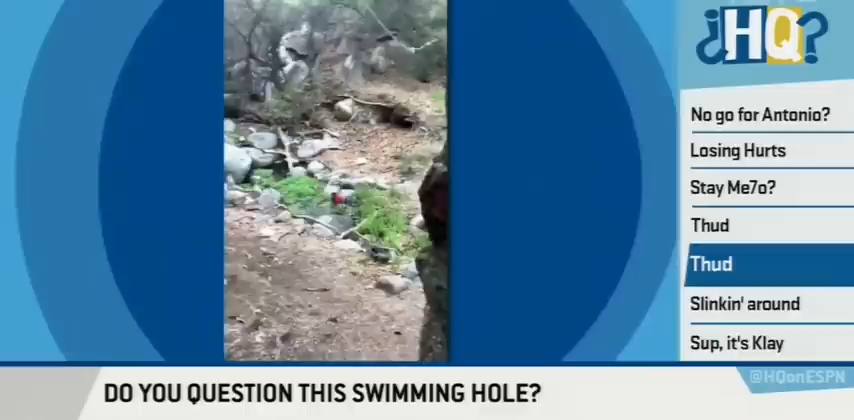 ¿HQ?
No go for Antonio?
Losing Hurts
Stay Me7o?
Thud
Thud
Slinkin' around
Sup, it's Klay
@HQonESPN
DO YOU QUESTION THIS SWIMMING HOLE?